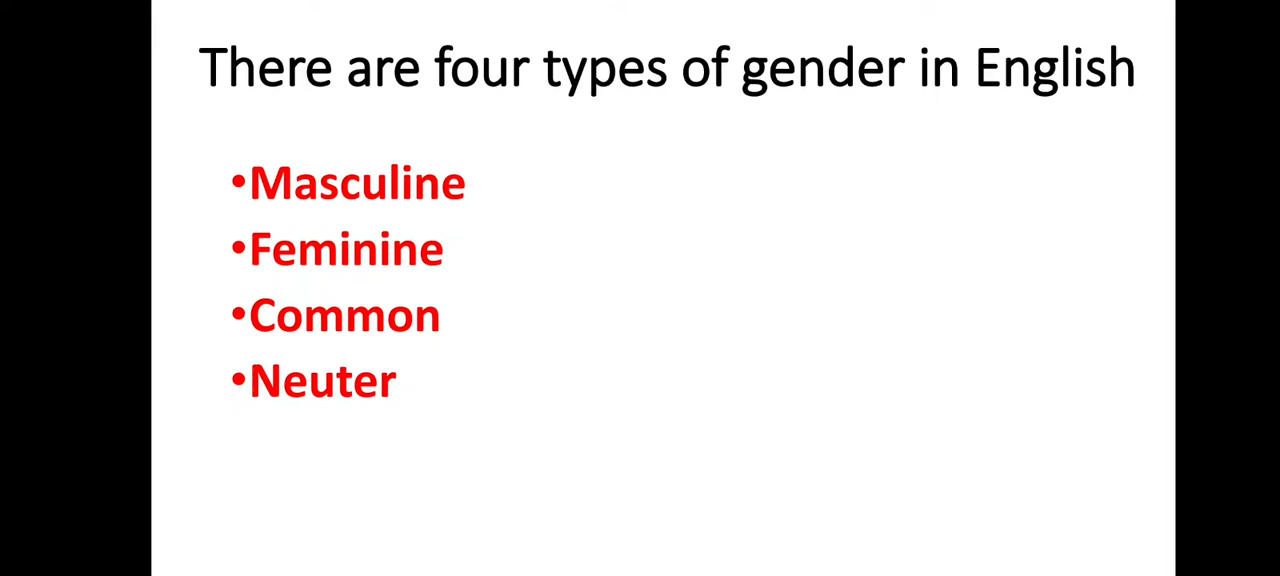 There are four types of gender in English
•Masculine
•Feminine
•Common
•Neuter